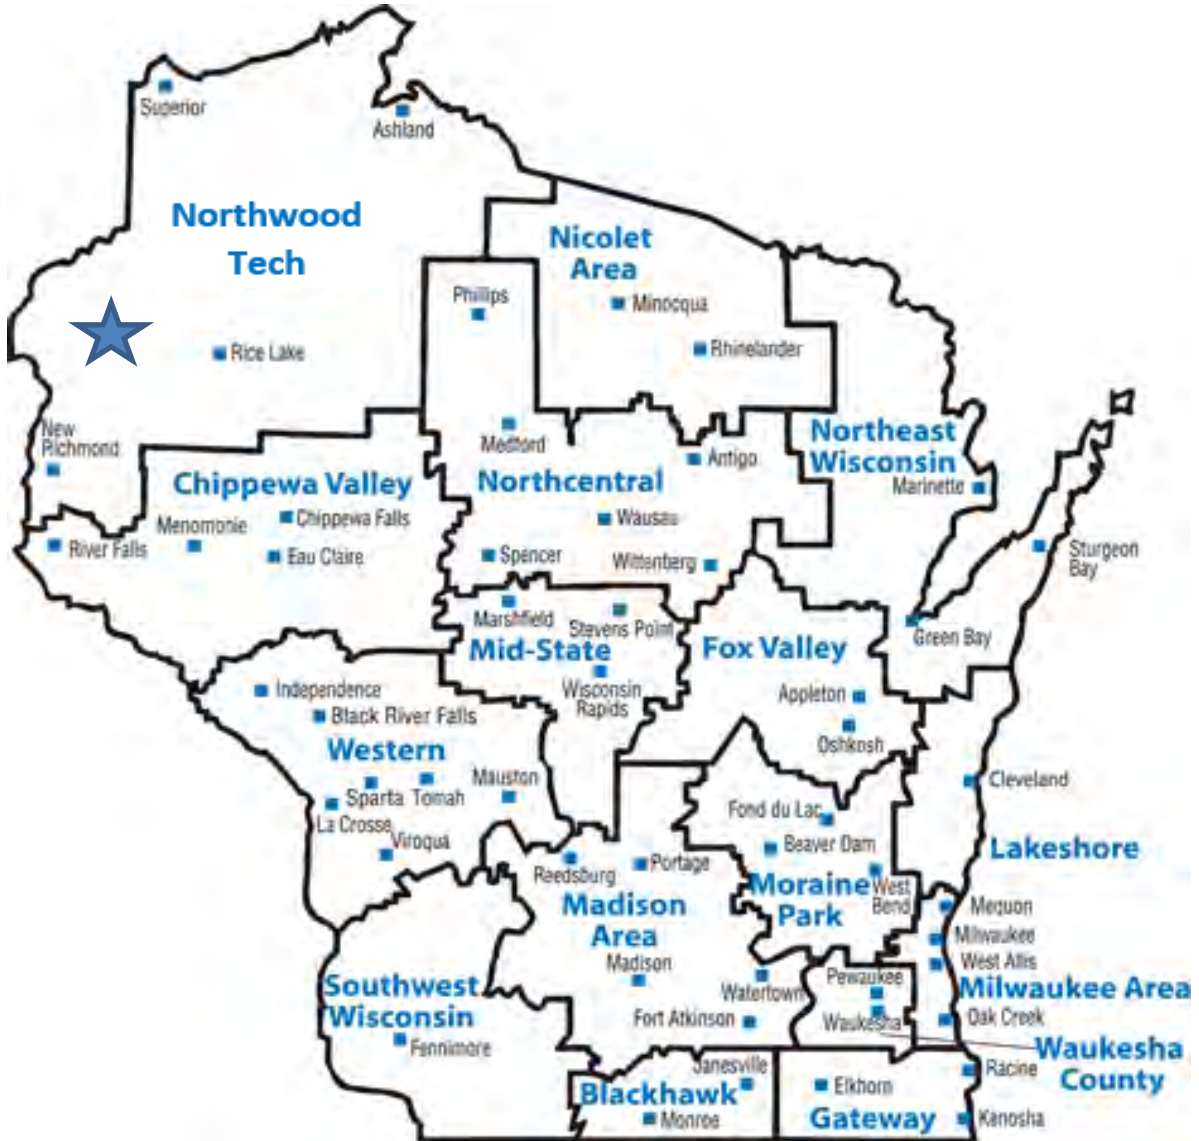 Superior
Ashland
Northwood
Tech
Nicolet
Area
Phillips
Minocqua
Rice Lake
Rhinelander
New
Richmond
Medford
Antigo
Northeast
Wisconsin
Marinette
Chippewa Valley
Northcentral
Chippewa Falls
Menomonie
Wausau
River Falls
Eau Claire
Spencer
Wittenberg
Sturgeon
Bay
Marshfield
Stevens Point
Green Bay
Mid-State
Fox Valley
Independence
Wisconsin
Rapids
Appleton
Black River Falls
Oshkosh
Western
Mauston
Cleveland
Sparta
Tomah
La Crosse
Viroqua
Fond du Lac
Beaver Dam
Lakeshore
Reedsburg
Portage
Moraine
Park
West
Bend
Madison
Area
Mequon
Milwaukee
West Allis
Madison
Watertown
Pewaukee
Milwaukee Area
Southwest
Wisconsin
Fort Atkinson
Waukesha
Oak Creek
Fennimore
Waukesha
County
Janesville
Racine
Blackhawk
Elkhorn
Monroe
Gateway
Kenosha